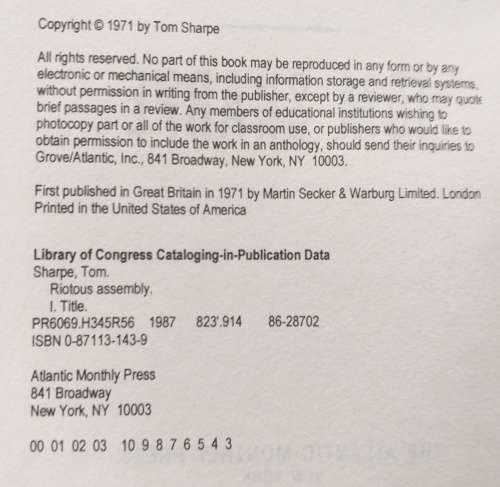 Copyright © 1971 by Tom Sharpe
All rights reserved. No part of this book may be reproduced in any form or by any
electronic or mechanical means, including information storage and retrieval systems,
without permission in writing from the publisher, except by a reviewer, who may quote
brief passages in a review. Any members of educational institutions wishing to
photocopy part or all of the work for classroom use, or publishers who would like to
obtain permission to include the work in an anthology, should send their inquiries to
Grove/Atlantic, Inc., 841 Broadway, New York, NY 10003.
First published in Great Britain in 1971 by Martin Secker & Warburg Limited. London
Printed in the United States of America
Library of Congress Cataloging-in-Publication Data
Sharpe, Tom.
Riotous assembly.
I. Title.
PR6069.H345R56 1987 823'.914 86-28702
ISBN 0-87113-143-9
Atlantic Monthly Press
841 Broadway
New York, NY 10003
00 01 02 03 10 9 8 7 6 5 4 3